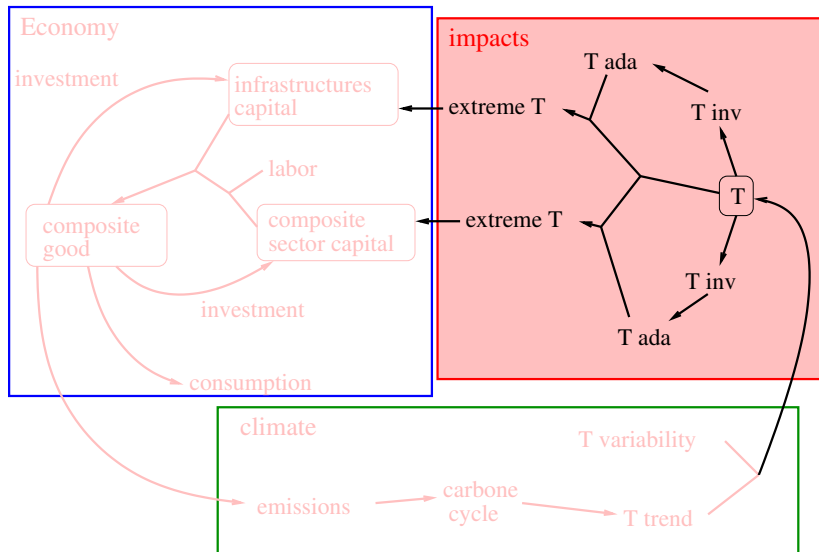 Economy
investment
infrastructures
capital
labor
composite
good
composite
sector capital
investment
consumption
impacts
T ada
T inv
extreme T
T
extreme T
T inv
T ada
climate
T variability
emissions
carbone
cycle
T trend